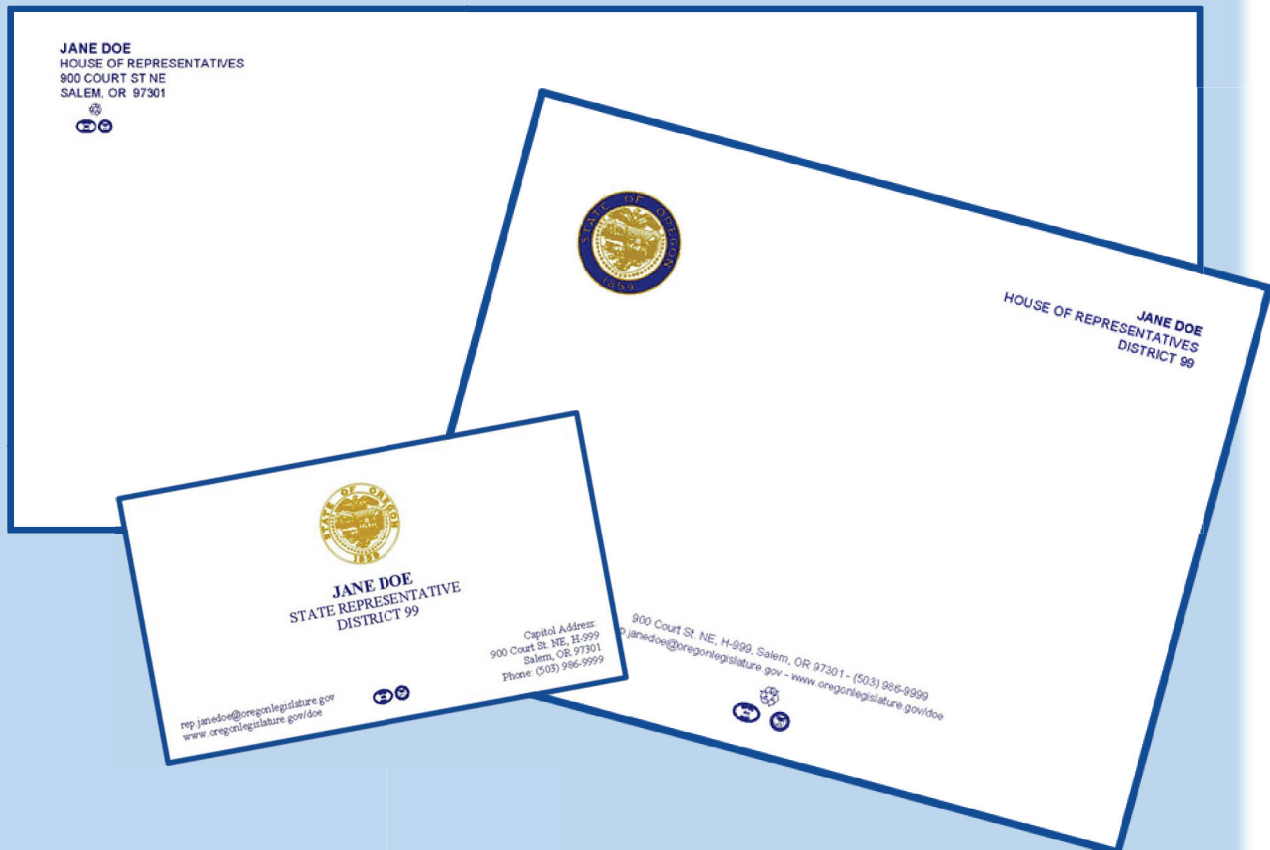 JANE DOE
HOUSE OF REPRESENTATIVES
900 COURT ST NE
SALEM, OR 97301
STATE OF OREGON
1859
JANE DOE
HOUSE OF REPRESENTATIVES
DISTRICT 99
900 Court St. NE, H-999, Salem, OR 97301 - (503) 986-9999
janedoe@oregonlegislature.gov - www.oregonlegislature.gov/doe
STATE OF OREGON
1859
JANE DOE
STATE REPRESENTATIVE
DISTRICT 99
Capitol Address:
900 Court St. NE, H-999
Salem, OR 97301
Phone: (503) 986-9999
rep.janedoe@oregonlegislature.gov
www.oregonlegislature.gov/doe